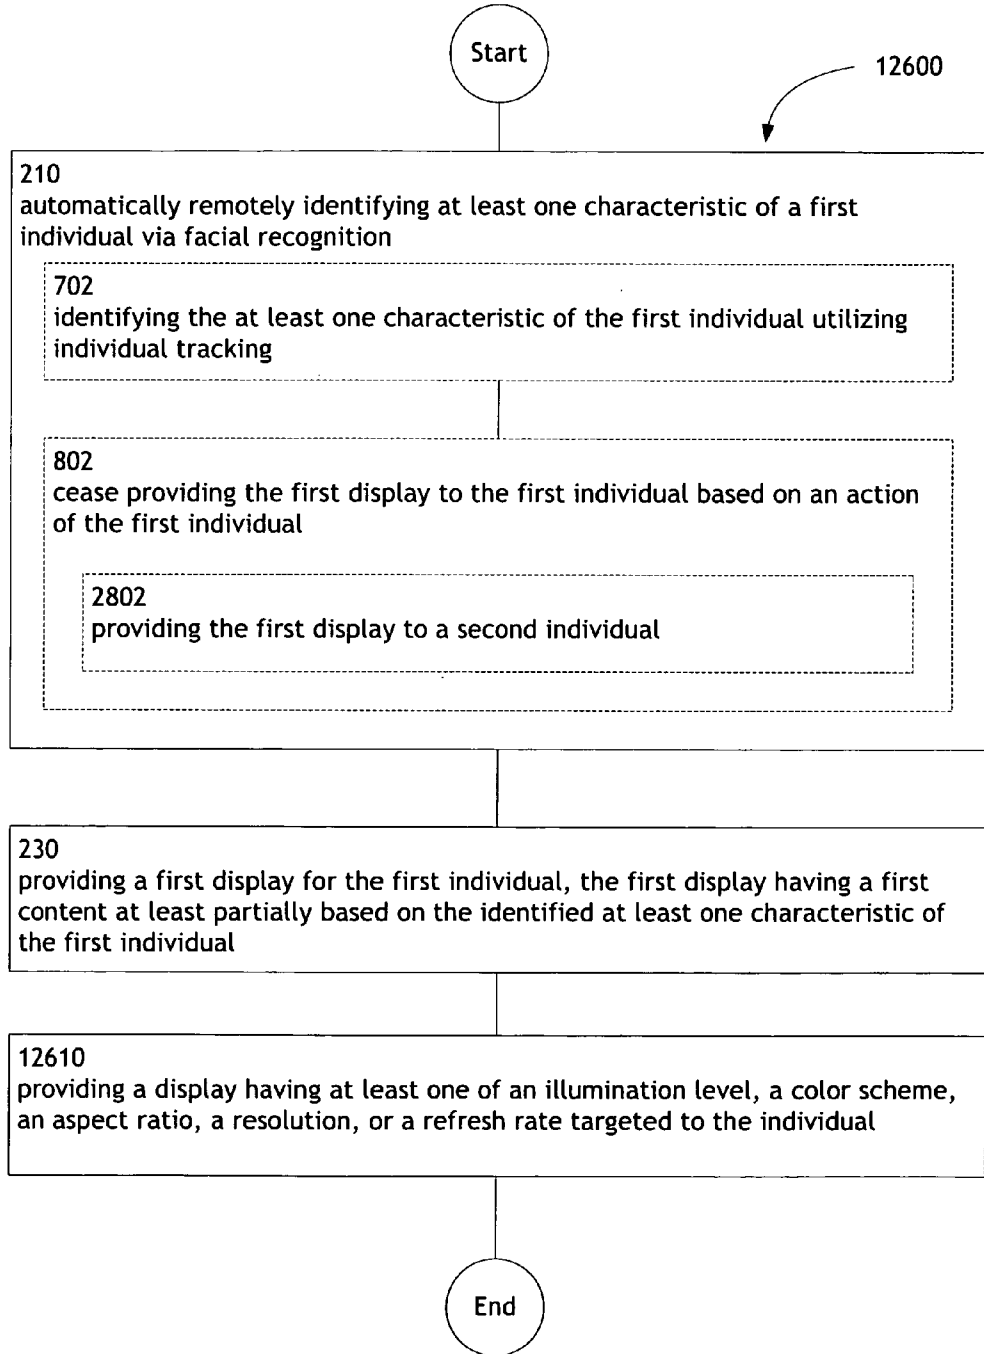 Start
12600
210
automatically remotely identifying at least one characteristic of a first
individual via facial recognition
702
identifying the at least one characteristic of the first individual utilizing
individual tracking
802
cease providing the first display to the first individual based on an action
of the first individual
2802
providing the first display to a second individual
230
providing a first display for the first individual, the first display having a first
content at least partially based on the identified at least one characteristic of
the first individual
12610
providing a display having at least one of an illumination level, a color scheme,
an aspect ratio, a resolution, or a refresh rate targeted to the individual
End